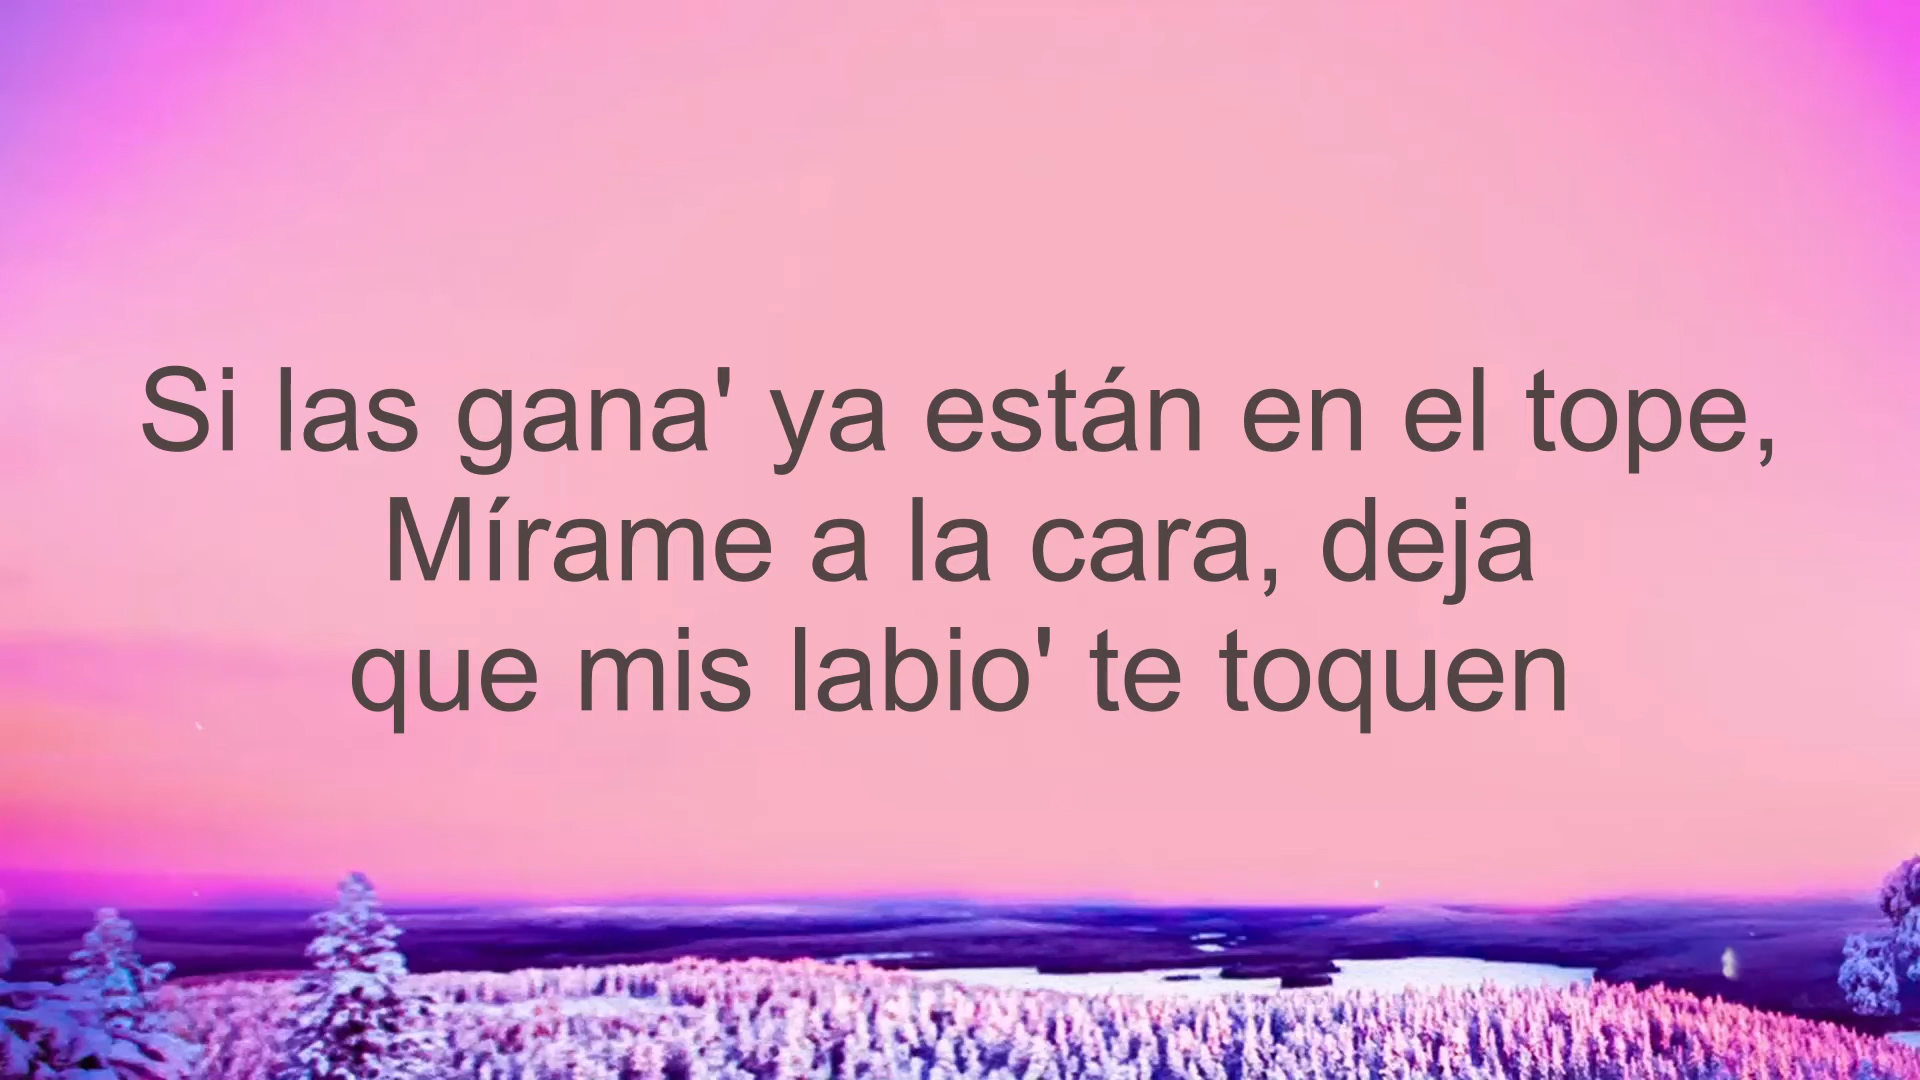 Si las gana' ya están en el tope,
Mírame a la cara, deja
que mis labio' te toquen